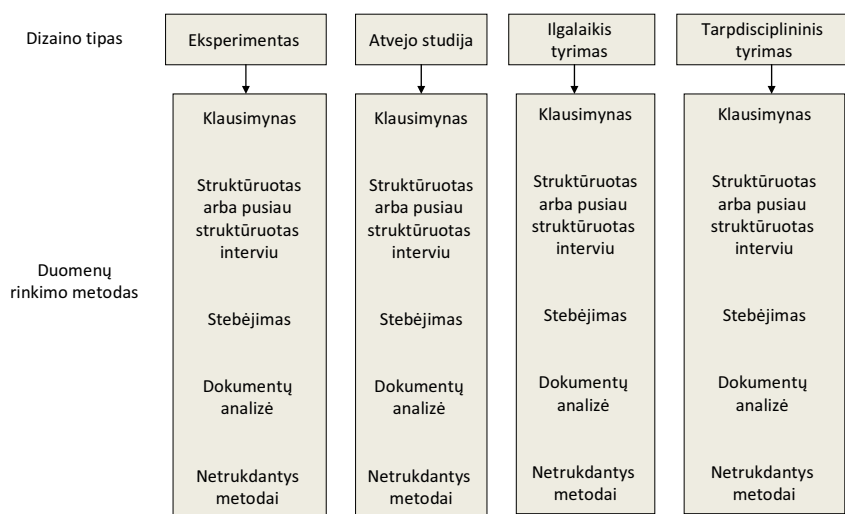 Dizaino tipas
Eksperimentas
Atvejo studija
Ilgalaikis
tyrimas
Tarpdisciplininis
tyrimas
Duomenų
rinkimo metodas
Klausimynas
Struktūruotas
arba pusiau
struktūruotas
interviu
Stebėjimas
Dokumentų
analizė
Netrukdantys
metodai
Klausimynas
Struktūruotas
arba pusiau
struktūruotas
interviu
Stebėjimas
Dokumentų
analizė
Netrukdantys
metodai
Klausimynas
Struktūruotas
arba pusiau
struktūruotas
interviu
Stebėjimas
Dokumentų
analizė
Netrukdantys
metodai
Klausimynas
Struktūruotas
arba pusiau
struktūruotas
interviu
Stebėjimas
Dokumentų
analizė
Netrukdantys
metodai